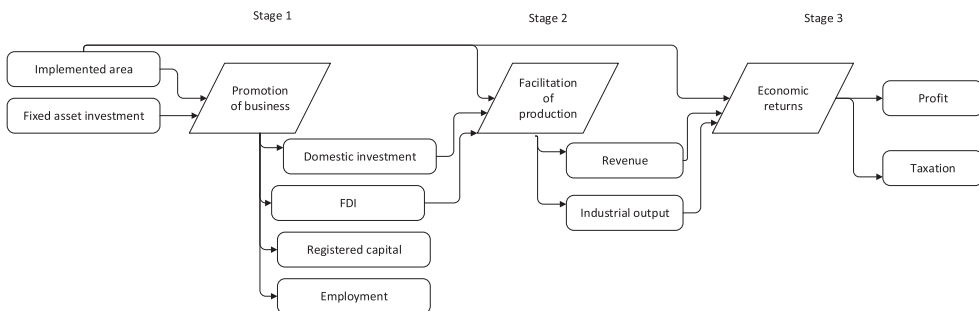 Stage 1
Stage 2
Stage 3
Implemented area
Fixed asset investment
Promotion
of business
Domestic investment
FDI
Registered capital
Employment
Facilitation
of
production
Revenue
Industrial output
Economic
returns
Profit
Taxation